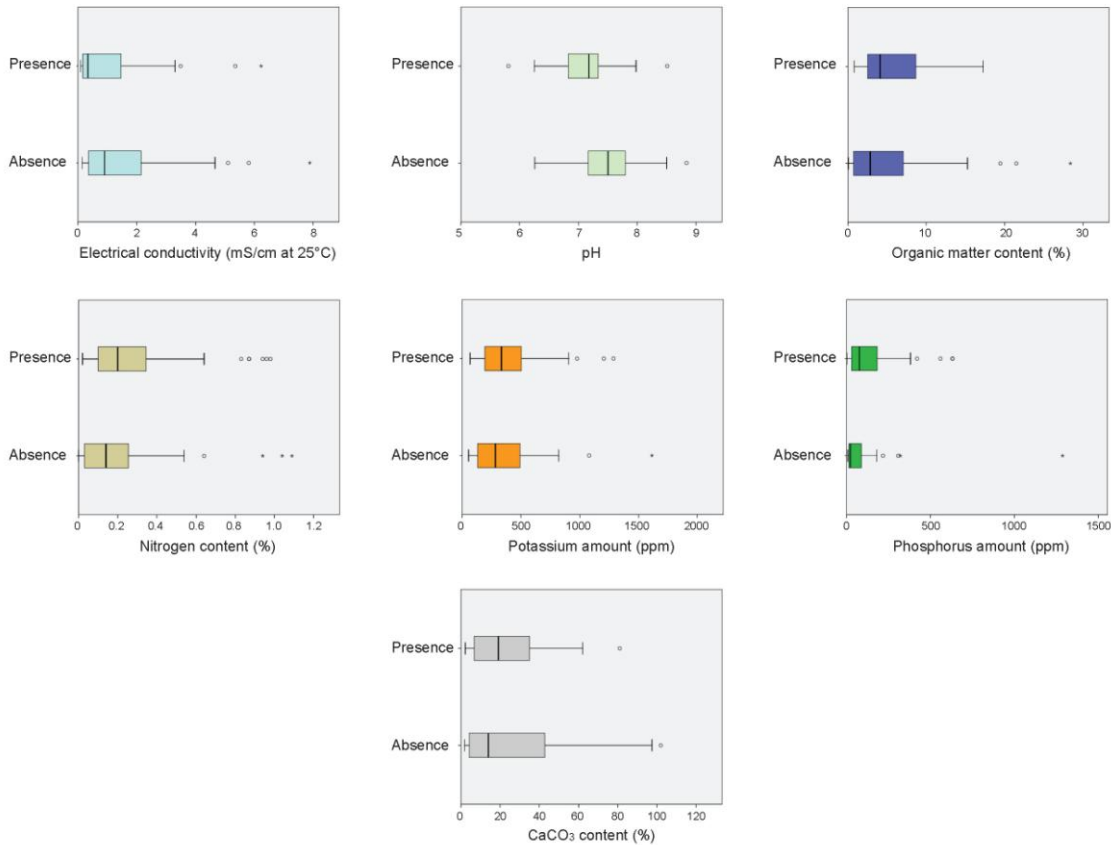 Presence
Absence
0 2 4 6 8
Electrical conductivity (mS/cm at 25°C)
Presence
Absence
5 6 7 8 9
pH
Presence
Absence
0 10 20 30
Organic matter content (%)
Presence
Absence
0 0.2 0.4 0.6 0.8 1.0 1.2
Nitrogen content (%)
Presence
Absence
0 500 1000 1500 2000
Potassium amount (ppm)
Presence
Absence
0 500 1000 1500
Phosphorus amount (ppm)
Presence
Absence
0 20 40 60 80 100 120
CaCO₃ content (%)